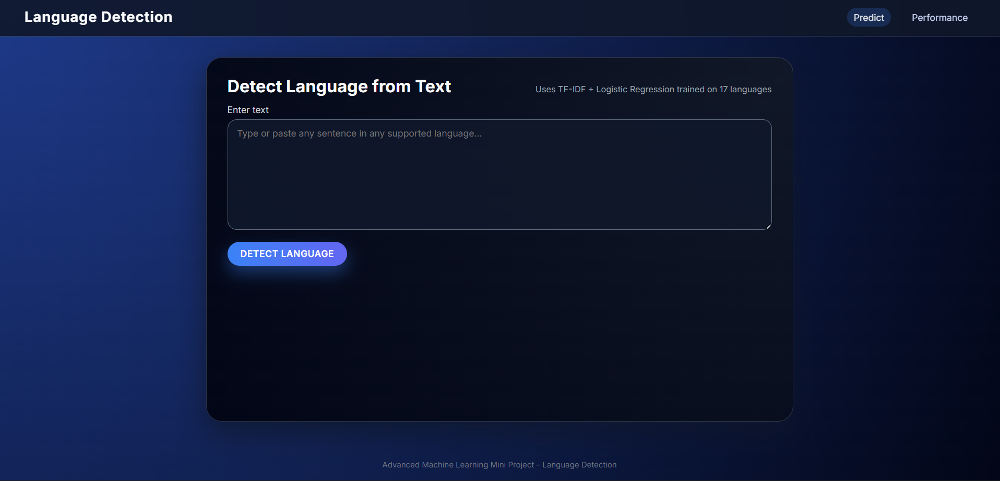 Language Detection
Predict
Performance
Detect Language from Text
Uses TF-IDF + Logistic Regression trained on 17 languages
Enter text
Type or paste any sentence in any supported language...
DETECT LANGUAGE
Advanced Machine Learning Mini Project – Language Detection